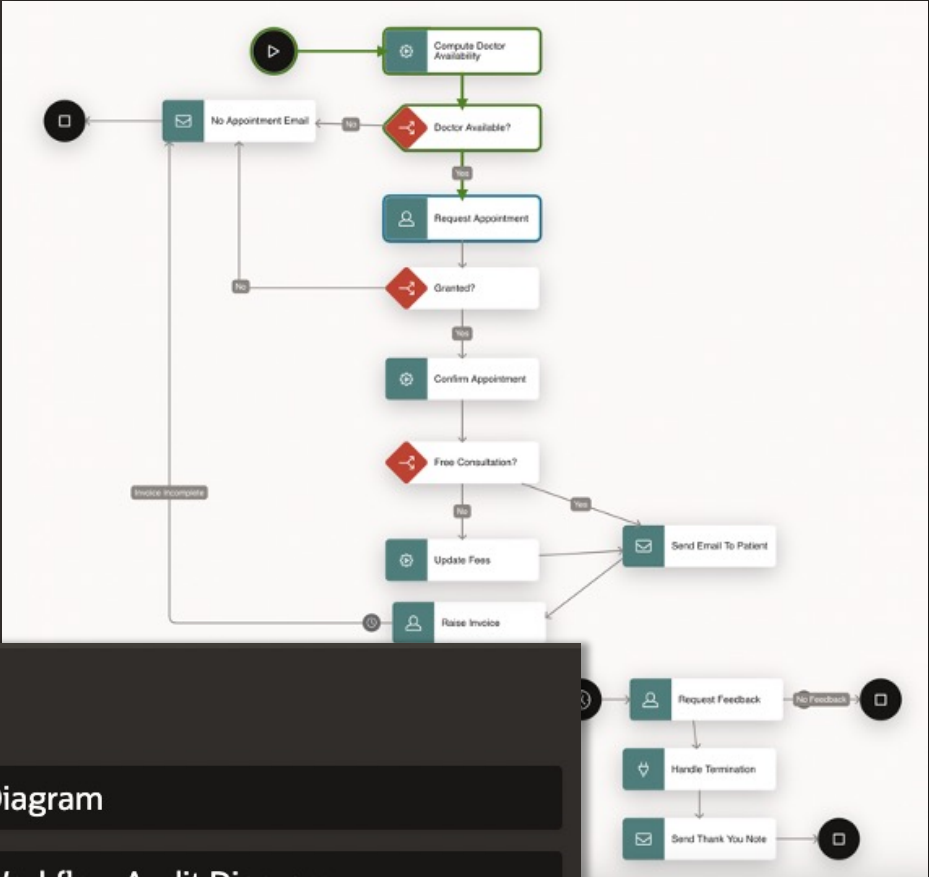 Compute Doctor
Availability
No Appointment Email
No
Doctor Available?
Yes
Request Appointment
No
Granted?
Yes
Confirm Appointment
Free Consultation?
Invoice Incomplete
No
Yes
Update Fees
Send Email To Patient
Raise Invoice
Request Feedback
No Feedback
Handle Termination
Diagram
Send Thank You Note
Workflow Audit